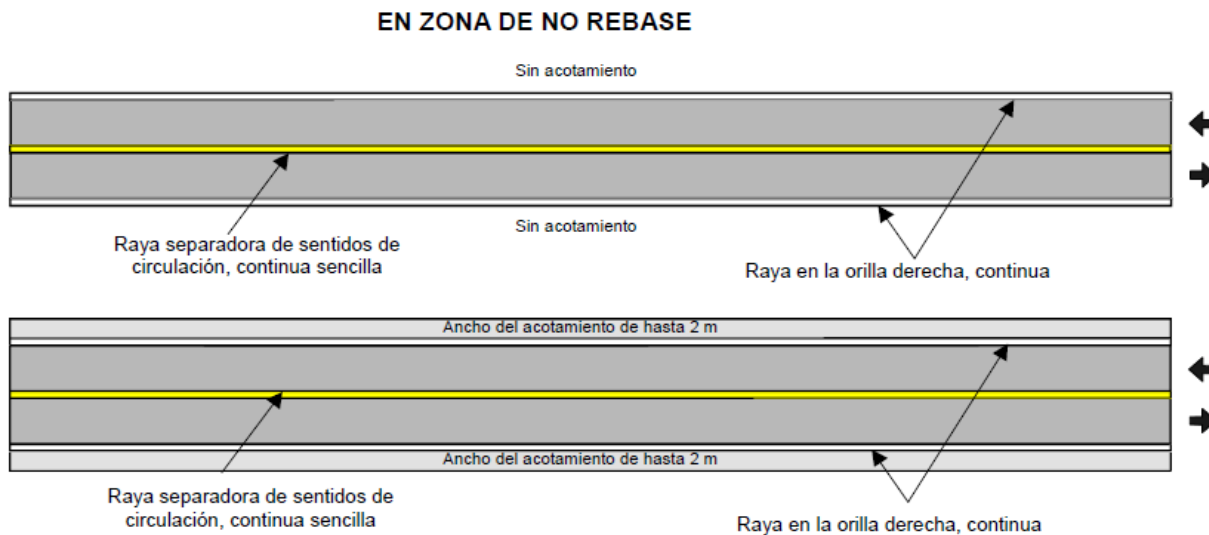 EN ZONA DE NO REBASE
Sin acotamiento
Sin acotamiento
Raya separadora de sentidos de
circulación, continua sencilla
Raya en la orilla derecha, continua
Ancho del acotamiento de hasta 2 m
Ancho del acotamiento de hasta 2 m
Raya separadora de sentidos de
circulación, continua sencilla
Raya en la orilla derecha, continua